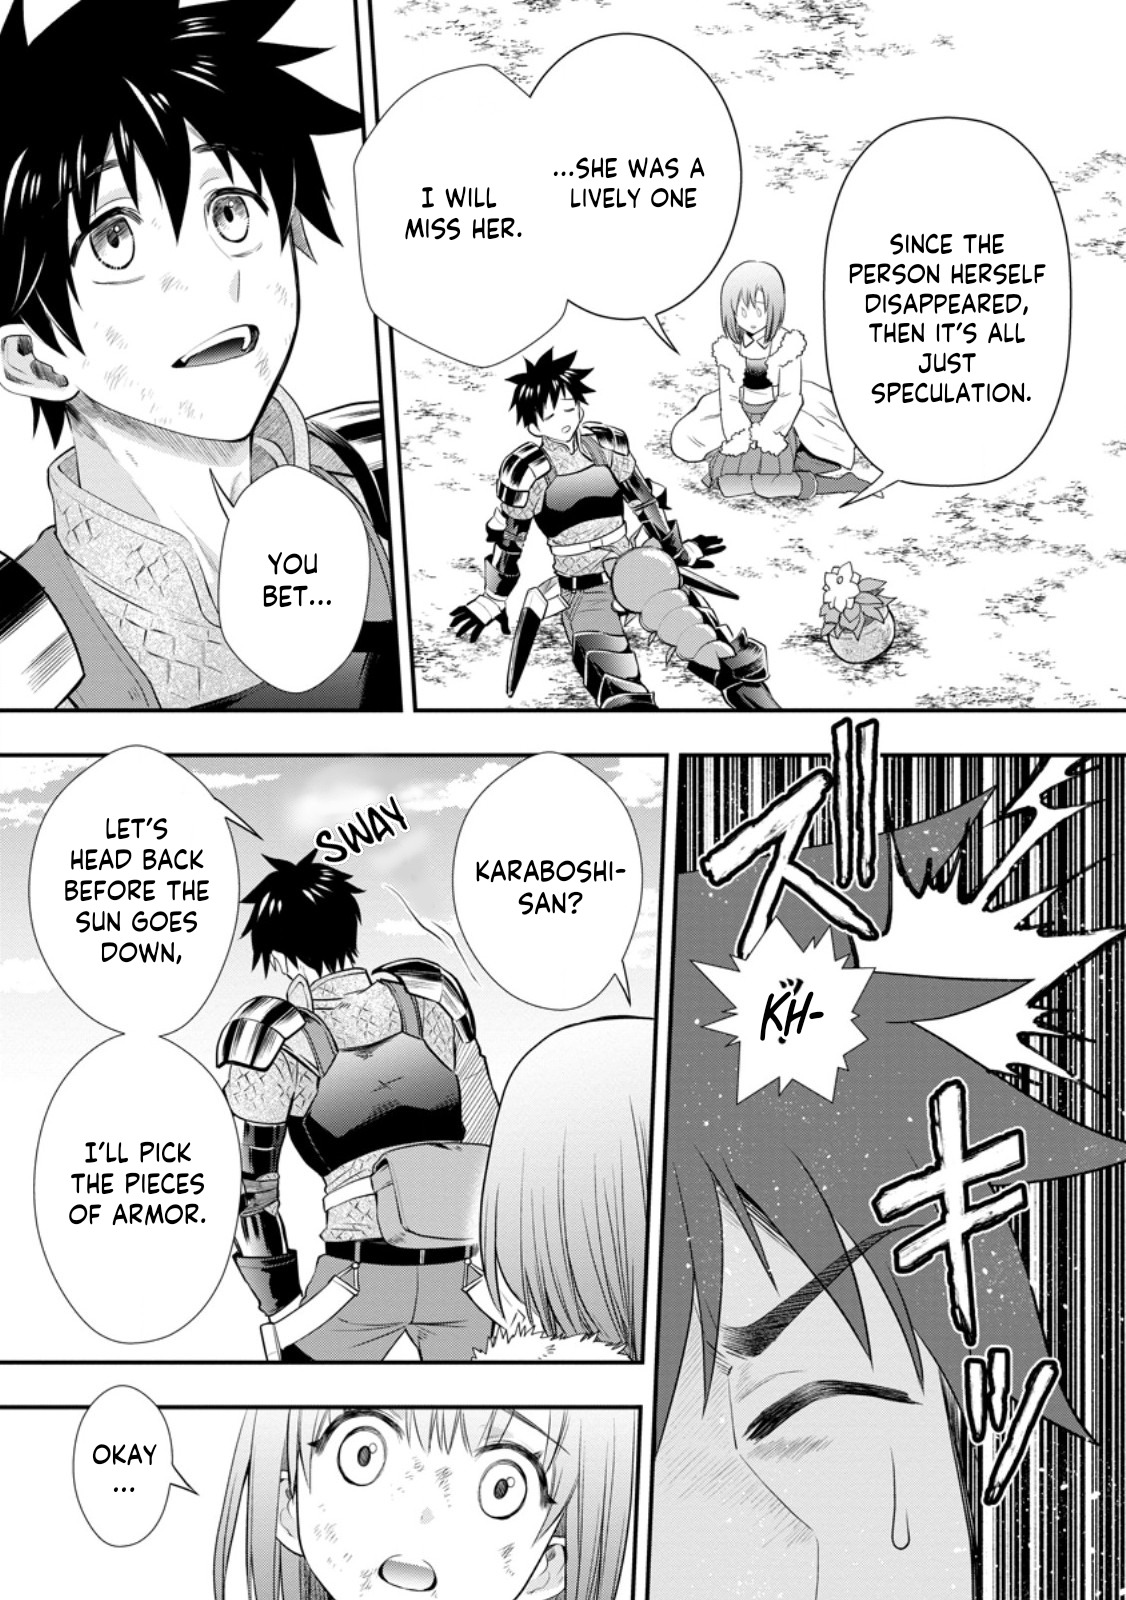 SINCE THE
PERSON HERSELF
DISAPPEARED,
THEN IT'S ALL
JUST
SPECULATION.
...SHE WAS A
LIVELY ONE
I WILL
MISS HER.
YOU
BET...
ズ
キ
ッ
KH-
KARABOSHI-
SAN?
SWAY
LET'S
HEAD BACK
BEFORE THE
SUN GOES
DOWN,
I'LL PICK
THE PIECES
OF ARMOR.
OKAY
...